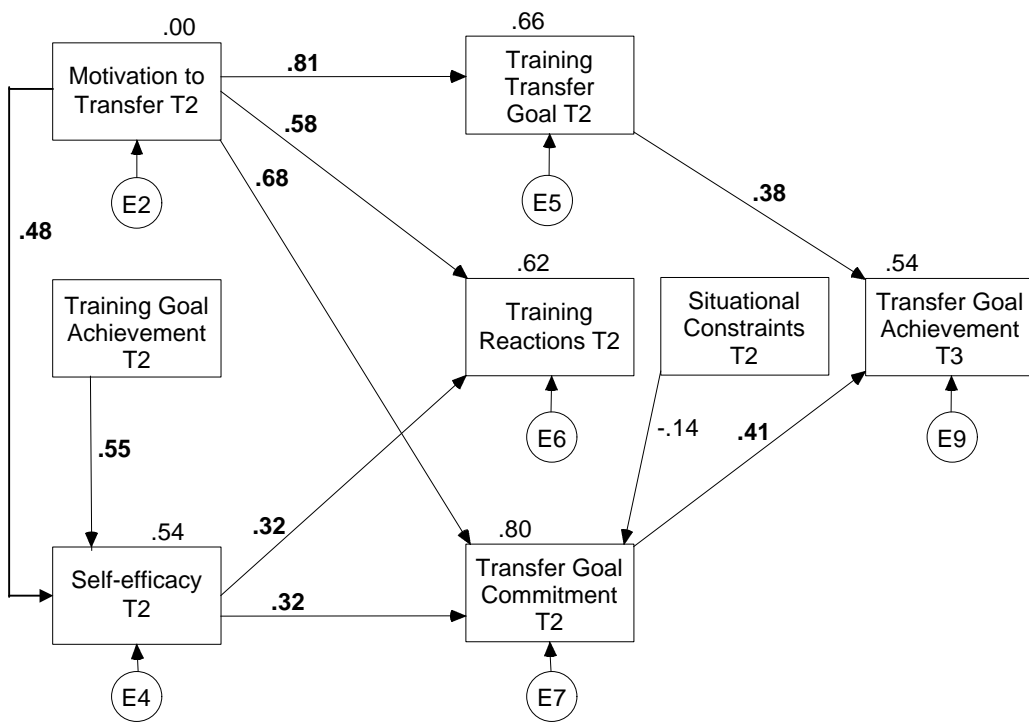 .00
Motivation to
Transfer T2
E2
.81
.58
.68
.48
.66
Training
Transfer
Goal T2
E5
.38
Training Goal
Achievement
T2
.55
.62
Training
Reactions T2
E6
Situational
Constraints
T2
-.14
.54
Transfer Goal
Achievement
T3
E9
.41
.54
Self-efficacy
T2
E4
.32
.32
.80
Transfer Goal
Commitment
T2
E7